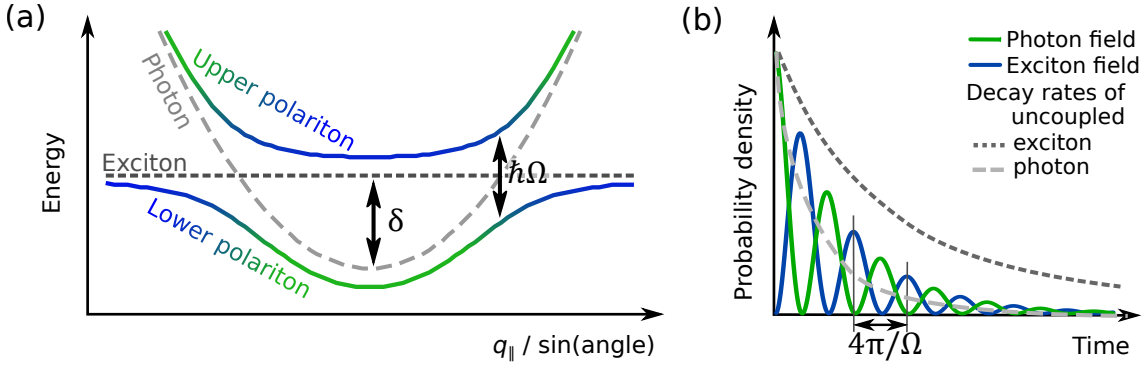 (a)
Energy
Photon
Upper polariton
Exciton
Lower polariton
ℏΩ
δ
q∥ / sin(angle)
(b)
Probability density
Photon field
Exciton field
Decay rates of
uncoupled
exciton
photon
4π/Ω
Time